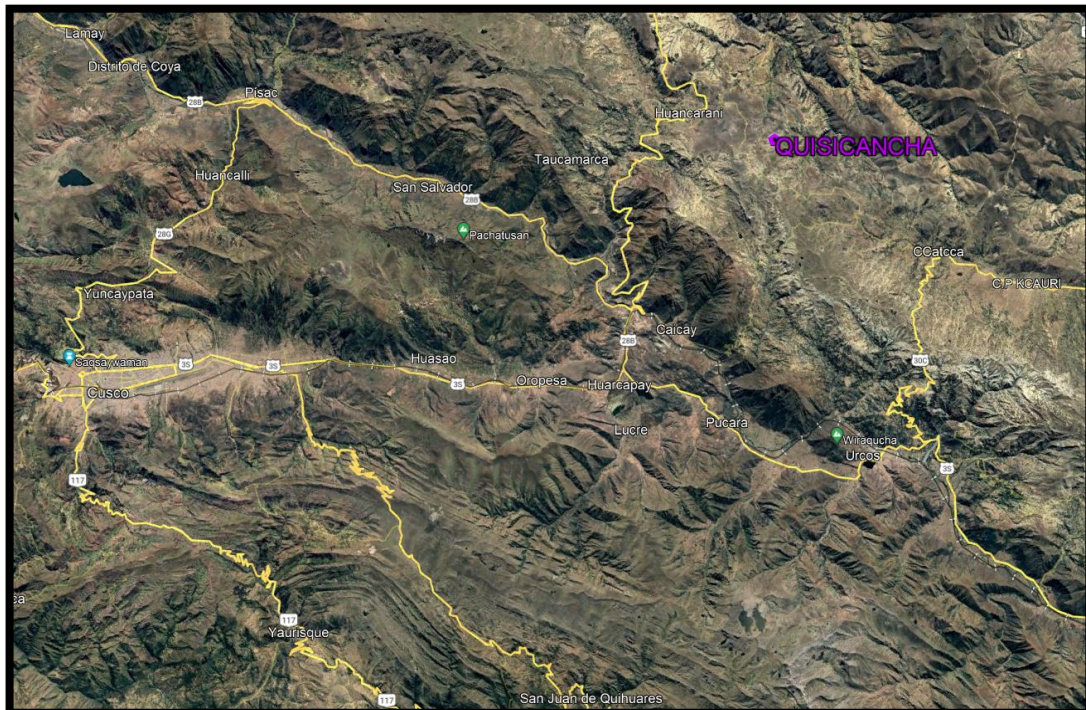 Lamay
Distrito de Coya
Pisac
28B
Huancarani
QUISICANCHA
Taucamarca
Huancalli
San Salvador
28B
Pachatusan
28G
CCatcca
C.P KCAURI
Yuncaypata
Caicay
28B
Saqsaywaman
3S
3S
Huasao
3S
Oropesa
Huarcapay
30C
Cusco
Lucre
Pucara
Wiraqucha
Urcos
3S
117
ca
117
Yaurisque
117
San Juan de Quihuares